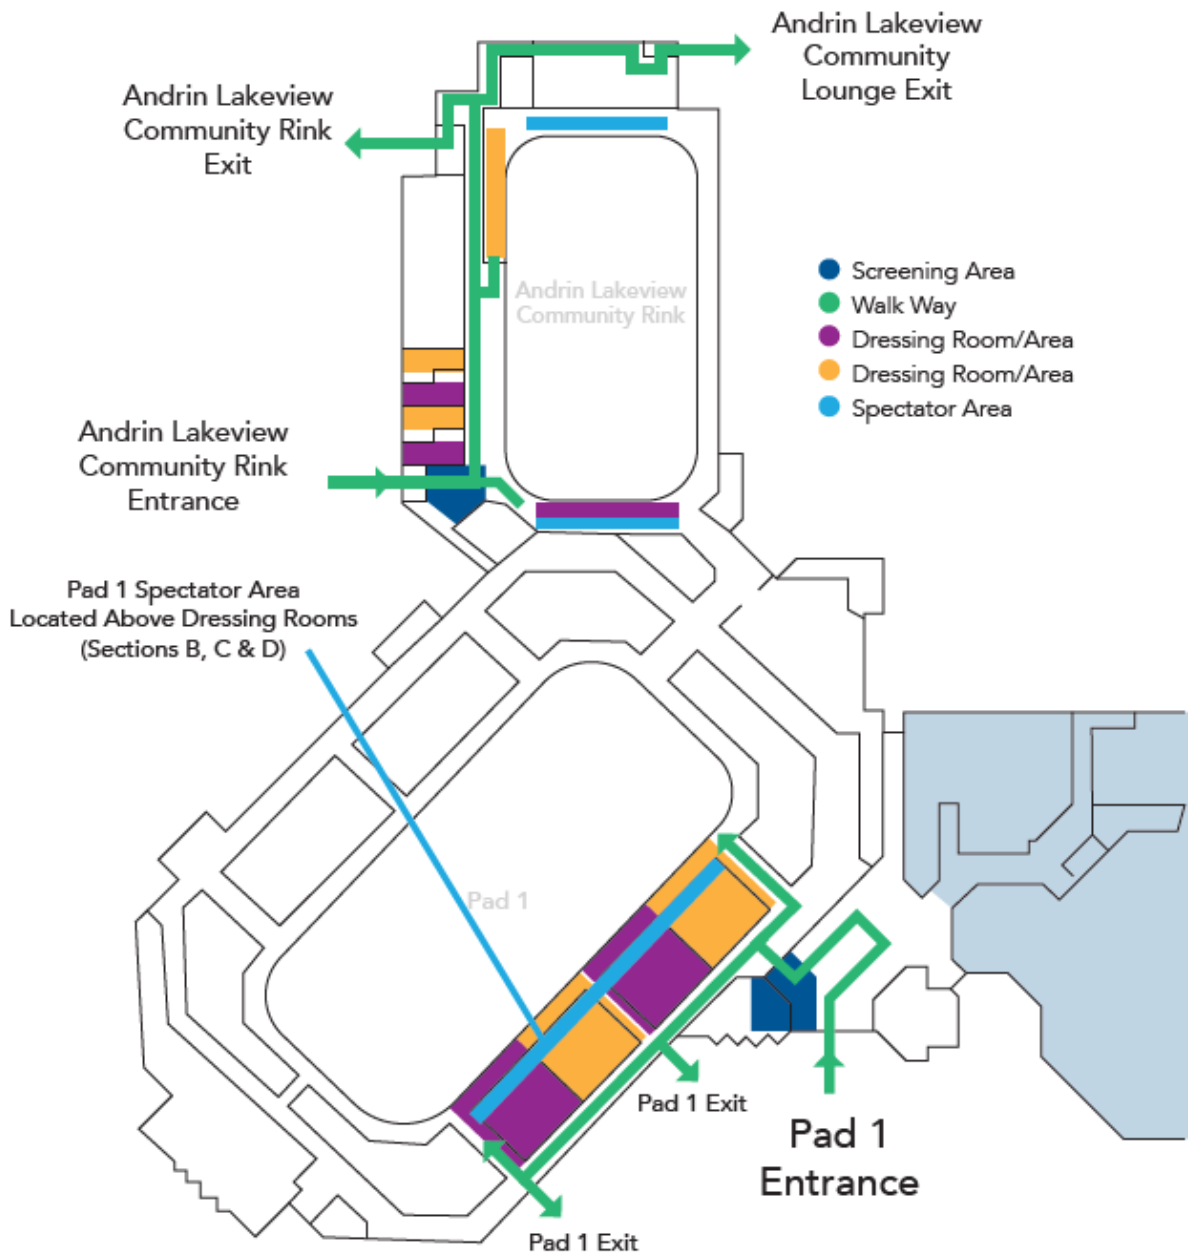 Andrin Lakeview
Community
Lounge Exit
Andrin Lakeview
Community Rink
Exit
Andrin Lakeview
Community Rink
Screening Area
Walk Way
Dressing Room/Area
Dressing Room/Area
Spectator Area
Andrin Lakeview
Community Rink
Entrance
Pad 1 Spectator Area
Located Above Dressing Rooms
(Sections B, C & D)
Pad 1
Pad 1 Exit
Pad 1
Entrance
Pad 1 Exit